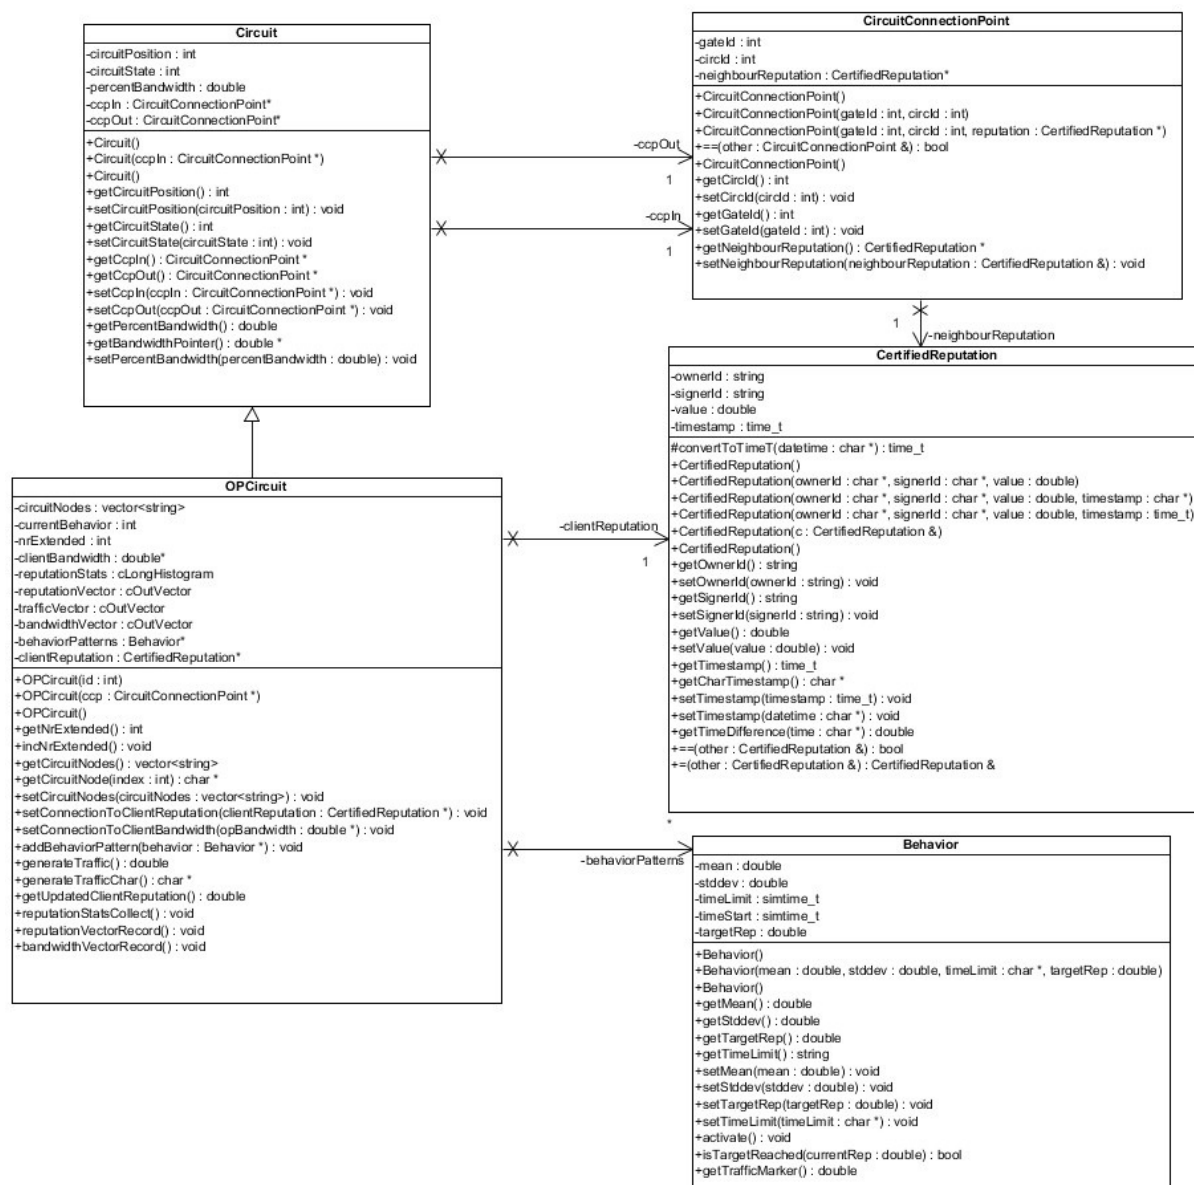 Circuit
-circuitPosition : int
-circuitState : int
-percentBandwidth : double
-ccpIn : CircuitConnectionPoint*
-ccpOut : CircuitConnectionPoint*
+Circuit()
+Circuit(ccpIn : CircuitConnectionPoint *)
+Circuit()
+getCircuitPosition() : int
+setCircuitPosition(circuitPosition : int) : void
+getCircuitState() : int
+setCircuitState(circuitState : int) : void
+getCcpIn() : CircuitConnectionPoint *
+getCcpOut() : CircuitConnectionPoint *
+setCcpIn(ccpIn : CircuitConnectionPoint *) : void
+setCcpOut(ccpOut : CircuitConnectionPoint *) : void
+getPercentBandwidth() : double
+getBandwidthPointer() : double *
+setPercentBandwidth(percentBandwidth : double) : void
-ccpOut
1
-ccpIn
1
CircuitConnectionPoint
-gateId : int
-circId : int
-neighbourReputation : CertifiedReputation*
+CircuitConnectionPoint()
+CircuitConnectionPoint(gateId : int, circId : int)
+CircuitConnectionPoint(gateId : int, circId : int, reputation : CertifiedReputation *)
+==(other : CircuitConnectionPoint &) : bool
+CircuitConnectionPoint()
+getCircId() : int
+setCircId(circId : int) : void
+getGateId() : int
+setGateId(gateId : int) : void
+getNeighbourReputation() : CertifiedReputation *
+setNeighbourReputation(neighbourReputation : CertifiedReputation &) : void
1
-neighbourReputation
CertifiedReputation
-ownerId : string
-signerId : string
-value : double
-timestamp : time_t
#convertToTimeT(datetime : char *) : time_t
+CertifiedReputation()
+CertifiedReputation(ownerId : char *, signerId : char *, value : double)
+CertifiedReputation(ownerId : char *, signerId : char *, value : double, timestamp : char *)
+CertifiedReputation(ownerId : char *, signerId : char *, value : double, timestamp : time_t)
+CertifiedReputation(c : CertifiedReputation &)
+CertifiedReputation()
+getOwnerId() : string
+setOwnerId(ownerId : string) : void
+getSignerId() : string
+setSignerId(signerId : string) : void
+getValue() : double
+setValue(value : double) : void
+getTimestamp() : time_t
+getCharTimestamp() : char *
+setTimestamp(timestamp : time_t) : void
+setTimestamp(datetime : char *) : void
+getTimeDifference(time : char *) : double
+==(other : CertifiedReputation &) : bool
+=(other : CertifiedReputation &) : CertifiedReputation &
OPCircuit
-circuitNodes : vector<string>
-currentBehavior : int
-nrExtended : int
-clientBandwidth : double*
-reputationStats : cLongHistogram
-reputationVector : cOutVector
-trafficVector : cOutVector
-bandwidthVector : cOutVector
-behaviorPatterns : Behavior*
-clientReputation : CertifiedReputation*
+OPCircuit(id : int)
+OPCircuit(ccp : CircuitConnectionPoint *)
+OPCircuit()
+getNrExtended() : int
+incNrExtended() : void
+getCircuitNodes() : vector<string>
+getCircuitNode(index : int) : char *
+setCircuitNodes(circuitNodes : vector<string>) : void
+setConnectionToClientReputation(clientReputation : CertifiedReputation *) : void
+setConnectionToClientBandwidth(opBandwidth : double *) : void
+addBehaviorPattern(behavior : Behavior *) : void
+generateTraffic() : double
+generateTrafficChar() : char *
+getUpdatedClientReputation() : double
+reputationStatsCollect() : void
+reputationVectorRecord() : void
+bandwidthVectorRecord() : void
-clientReputation
1
*
-behaviorPatterns
Behavior
-mean : double
-stddev : double
-timeLimit : simtime_t
-timeStart : simtime_t
-targetRep : double
+Behavior()
+Behavior(mean : double, stddev : double, timeLimit : char *, targetRep : double)
+Behavior()
+getMean() : double
+getStddev() : double
+getTargetRep() : double
+getTimeLimit() : string
+setMean(mean : double) : void
+setStddev(stddev : double) : void
+setTargetRep(targetRep : double) : void
+setTimeLimit(timeLimit : char *) : void
+activate() : void
+isTargetReached(currentRep : double) : bool
+getTrafficMarker() : double